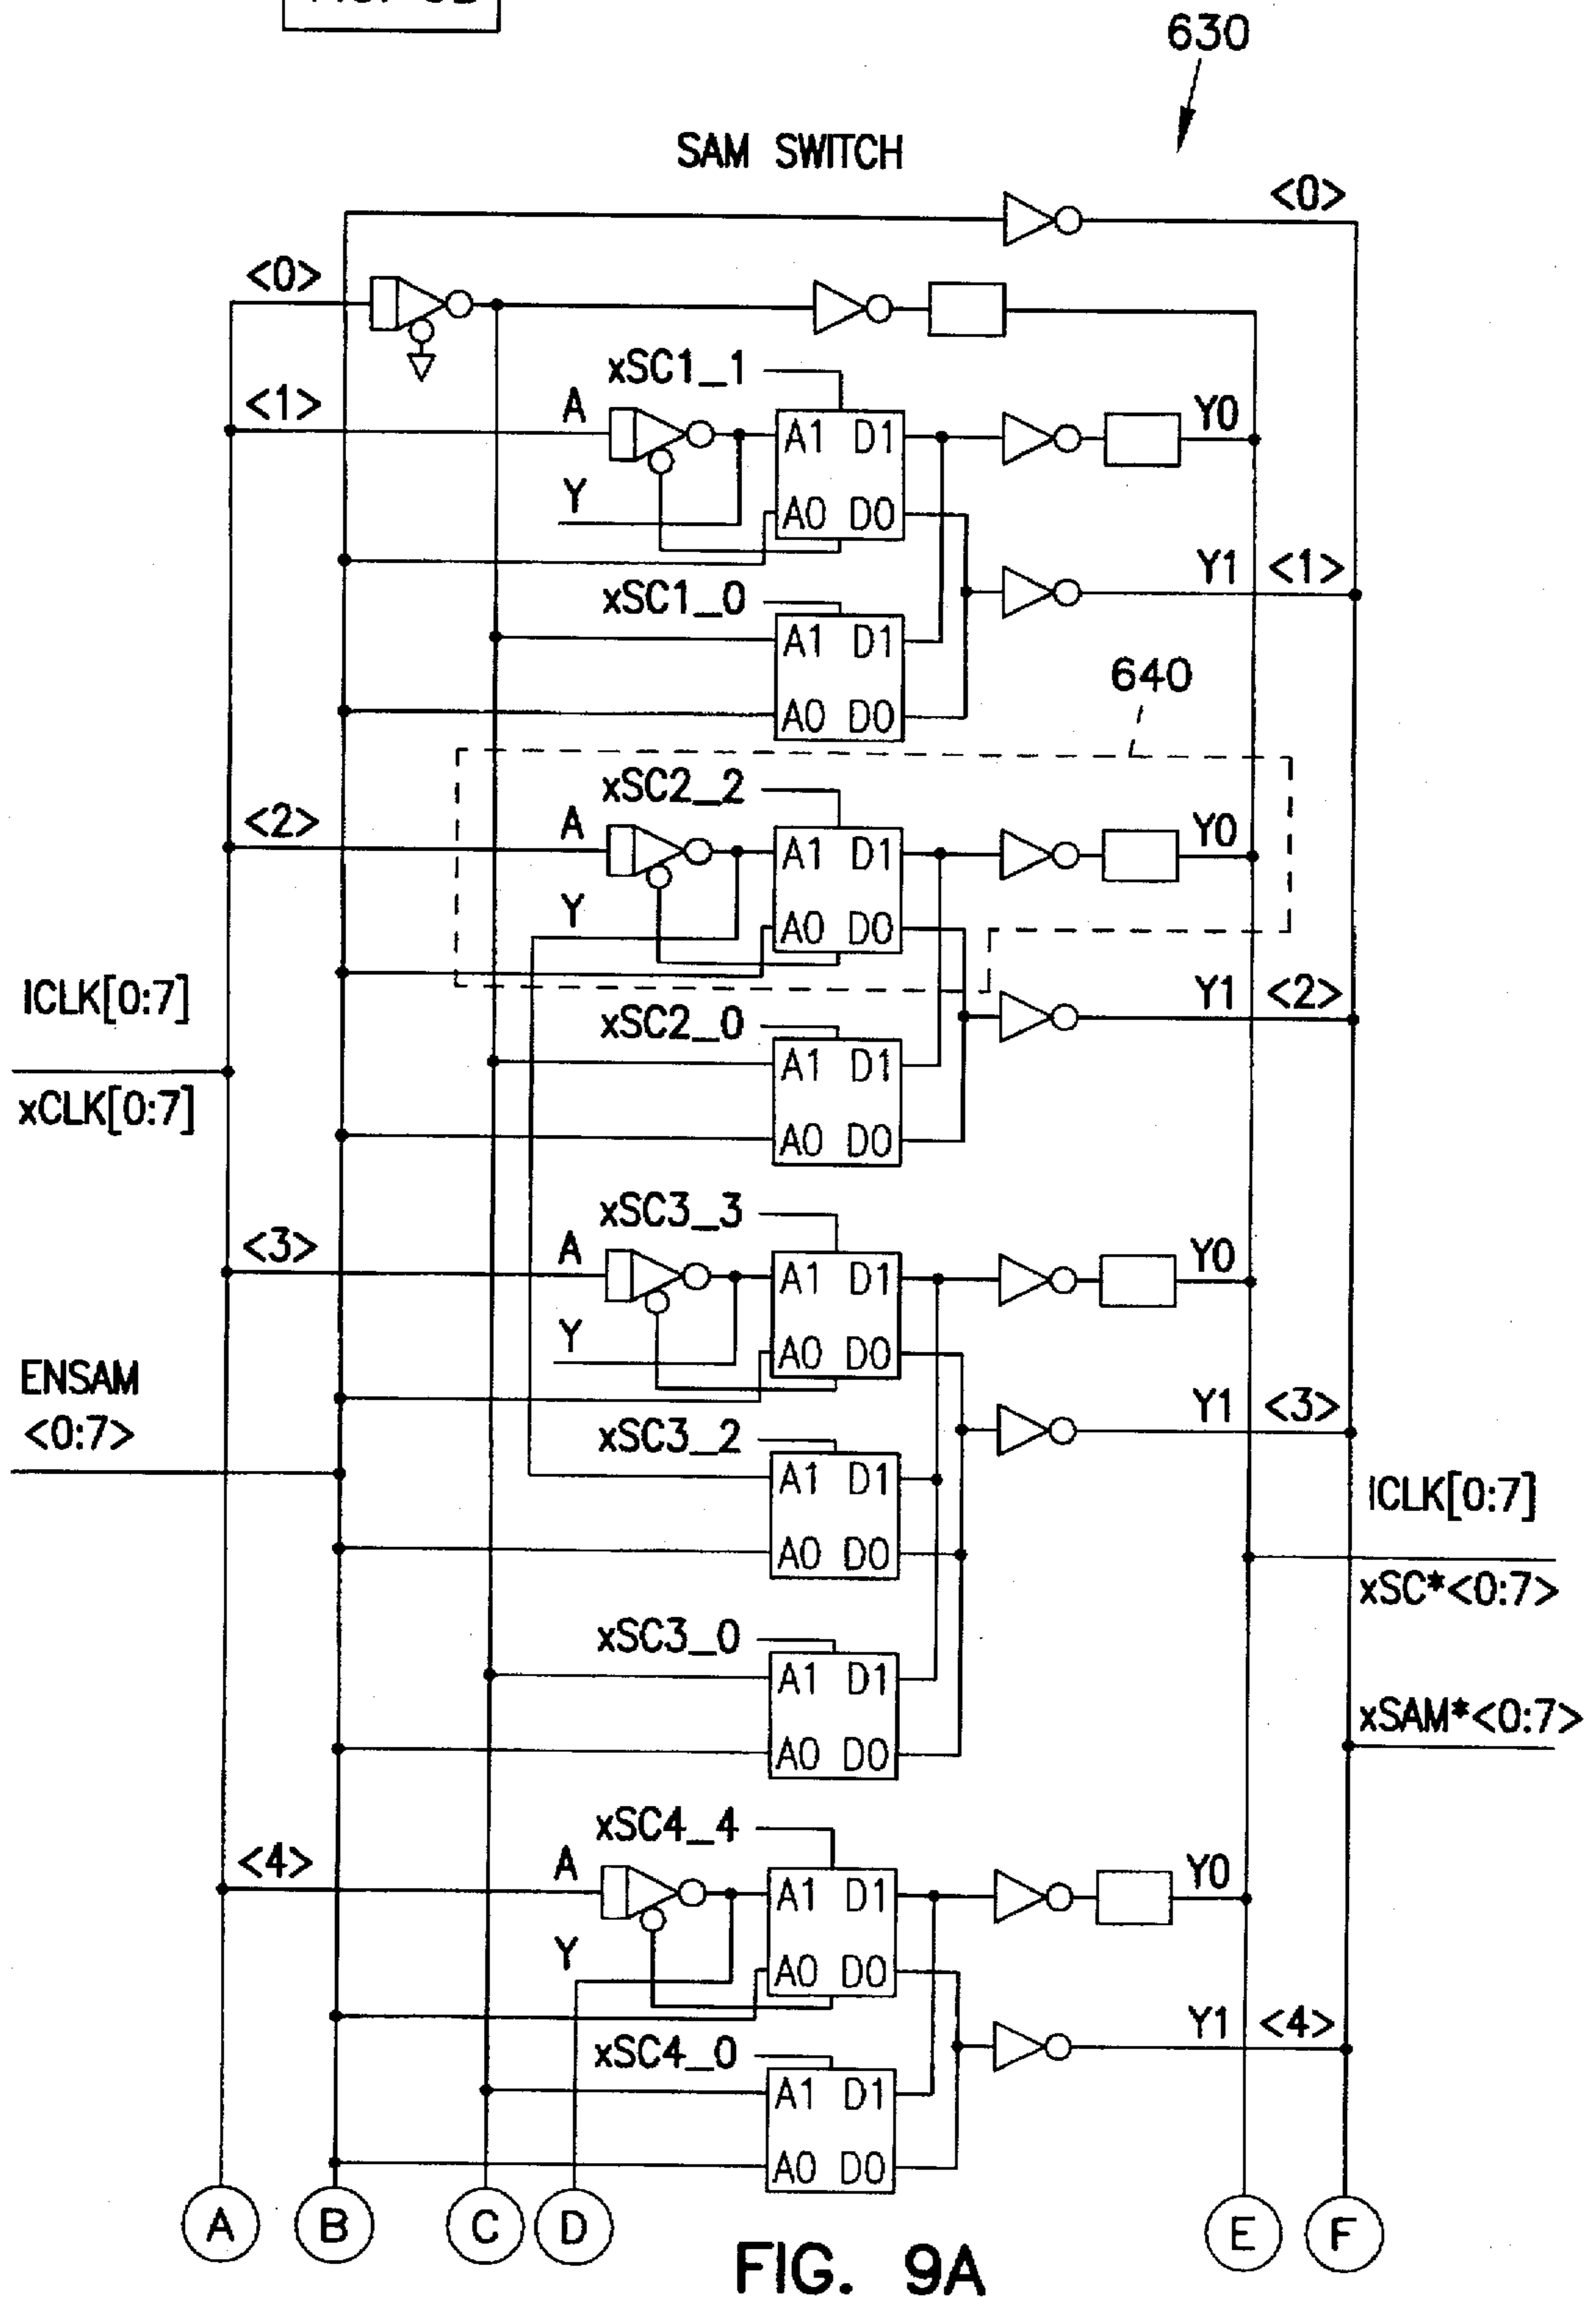 630
SAM SWITCH
<0>
<0>
xSC1_1
<1>
A
A1 D1
Y0
Y
A0 D0
Y1 <1>
xSC1_0
A1 D1
640
A0 D0
xSC2_2
<2>
A
A1 D1
Y0
Y
A0 D0
ICLK[0:7]
Y1 <2>
xSC2_0
A1 D1
xCLK[0:7]
A0 D0
xSC3_3
<3>
A
A1 D1
Y0
Y
A0 D0
ENSAM
<0:7>
Y1 <3>
xSC3_2
A1 D1
ICLK[0:7]
A0 D0
xSC*<0:7>
xSC3_0
A1 D1
xSAM*<0:7>
A0 D0
xSC4_4
<4>
A
A1 D1
Y0
Y
A0 D0
Y1 <4>
xSC4_0
A1 D1
A0 D0
A B C D E F
FIG. 9A